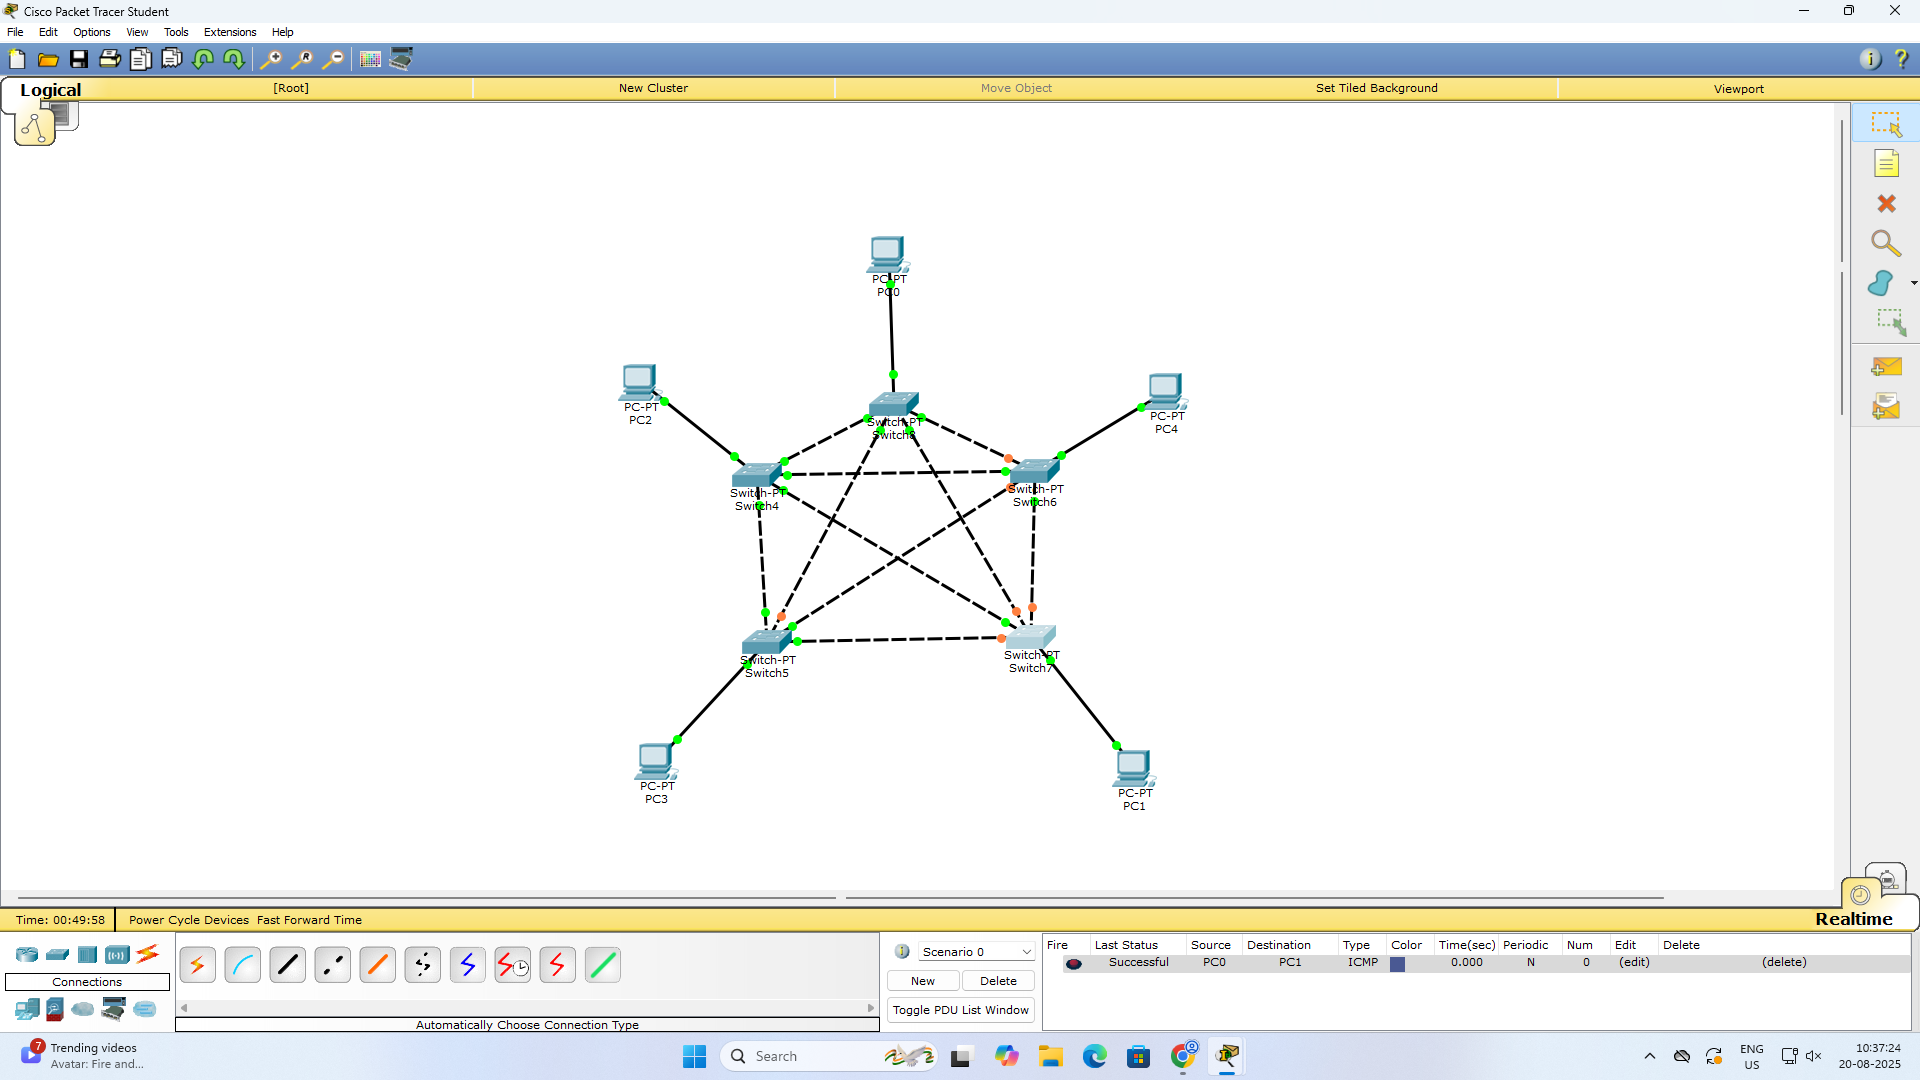 Cisco Packet Tracer Student
File Edit Options View Tools Extensions Help
Logical [Root] New Cluster Move Object Set Tiled Background Viewport
PC-PT
PC0
PC-PT
PC2
PC-PT
PC4
Switch-PT
Switch8
Switch-PT
Switch4
Switch-PT
Switch6
Switch-PT
Switch5
Switch-PT
Switch7
PC-PT
PC3
PC-PT
PC1
Time: 00:49:58 Power Cycle Devices Fast Forward Time Realtime
Connections
Automatically Choose Connection Type
Scenario 0
New Delete
Toggle PDU List Window
Fire Last Status Source Destination Type Color Time(sec) Periodic Num Edit Delete
Successful PC0 PC1 ICMP 0.000 N 0 (edit) (delete)
7
Trending videos
Avatar: Fire and...
Search
ENG
US
10:37:24
20-08-2025